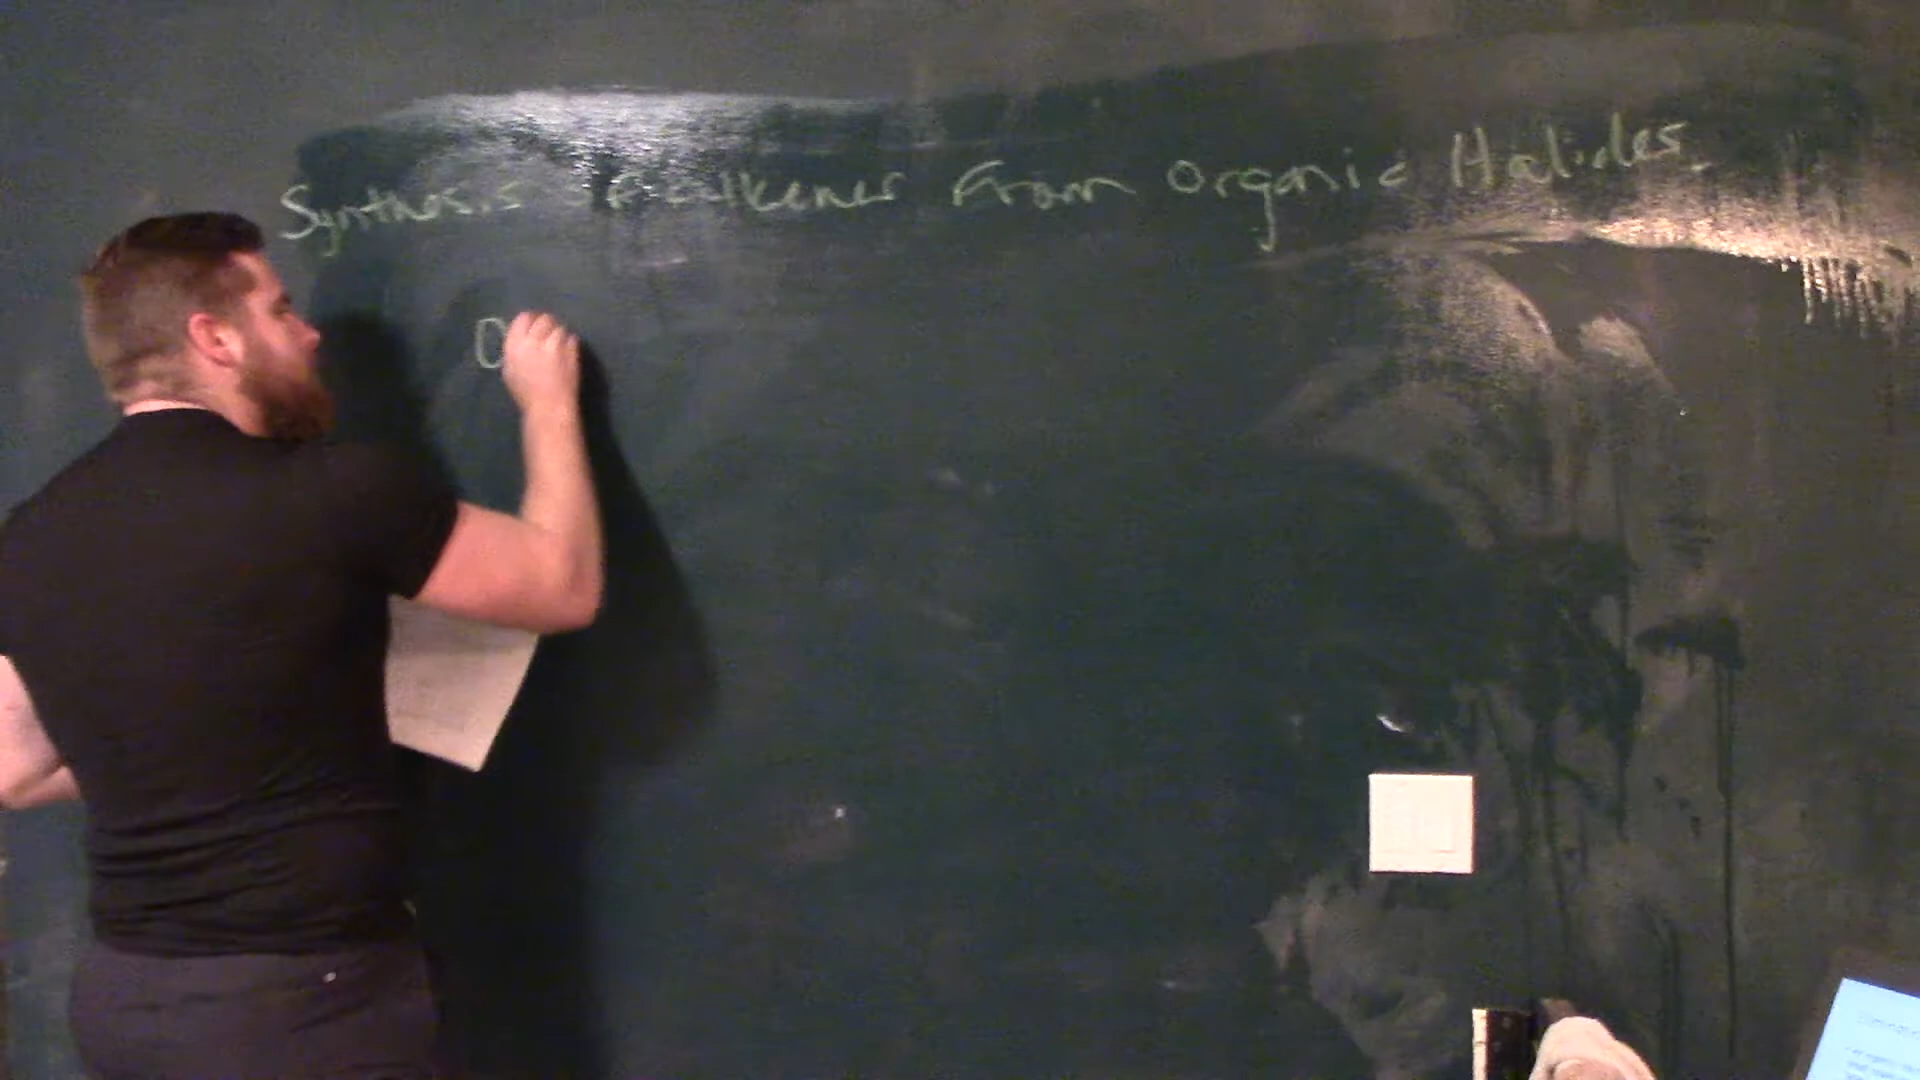 Synthesis of alkenes From Organic Halides.
O